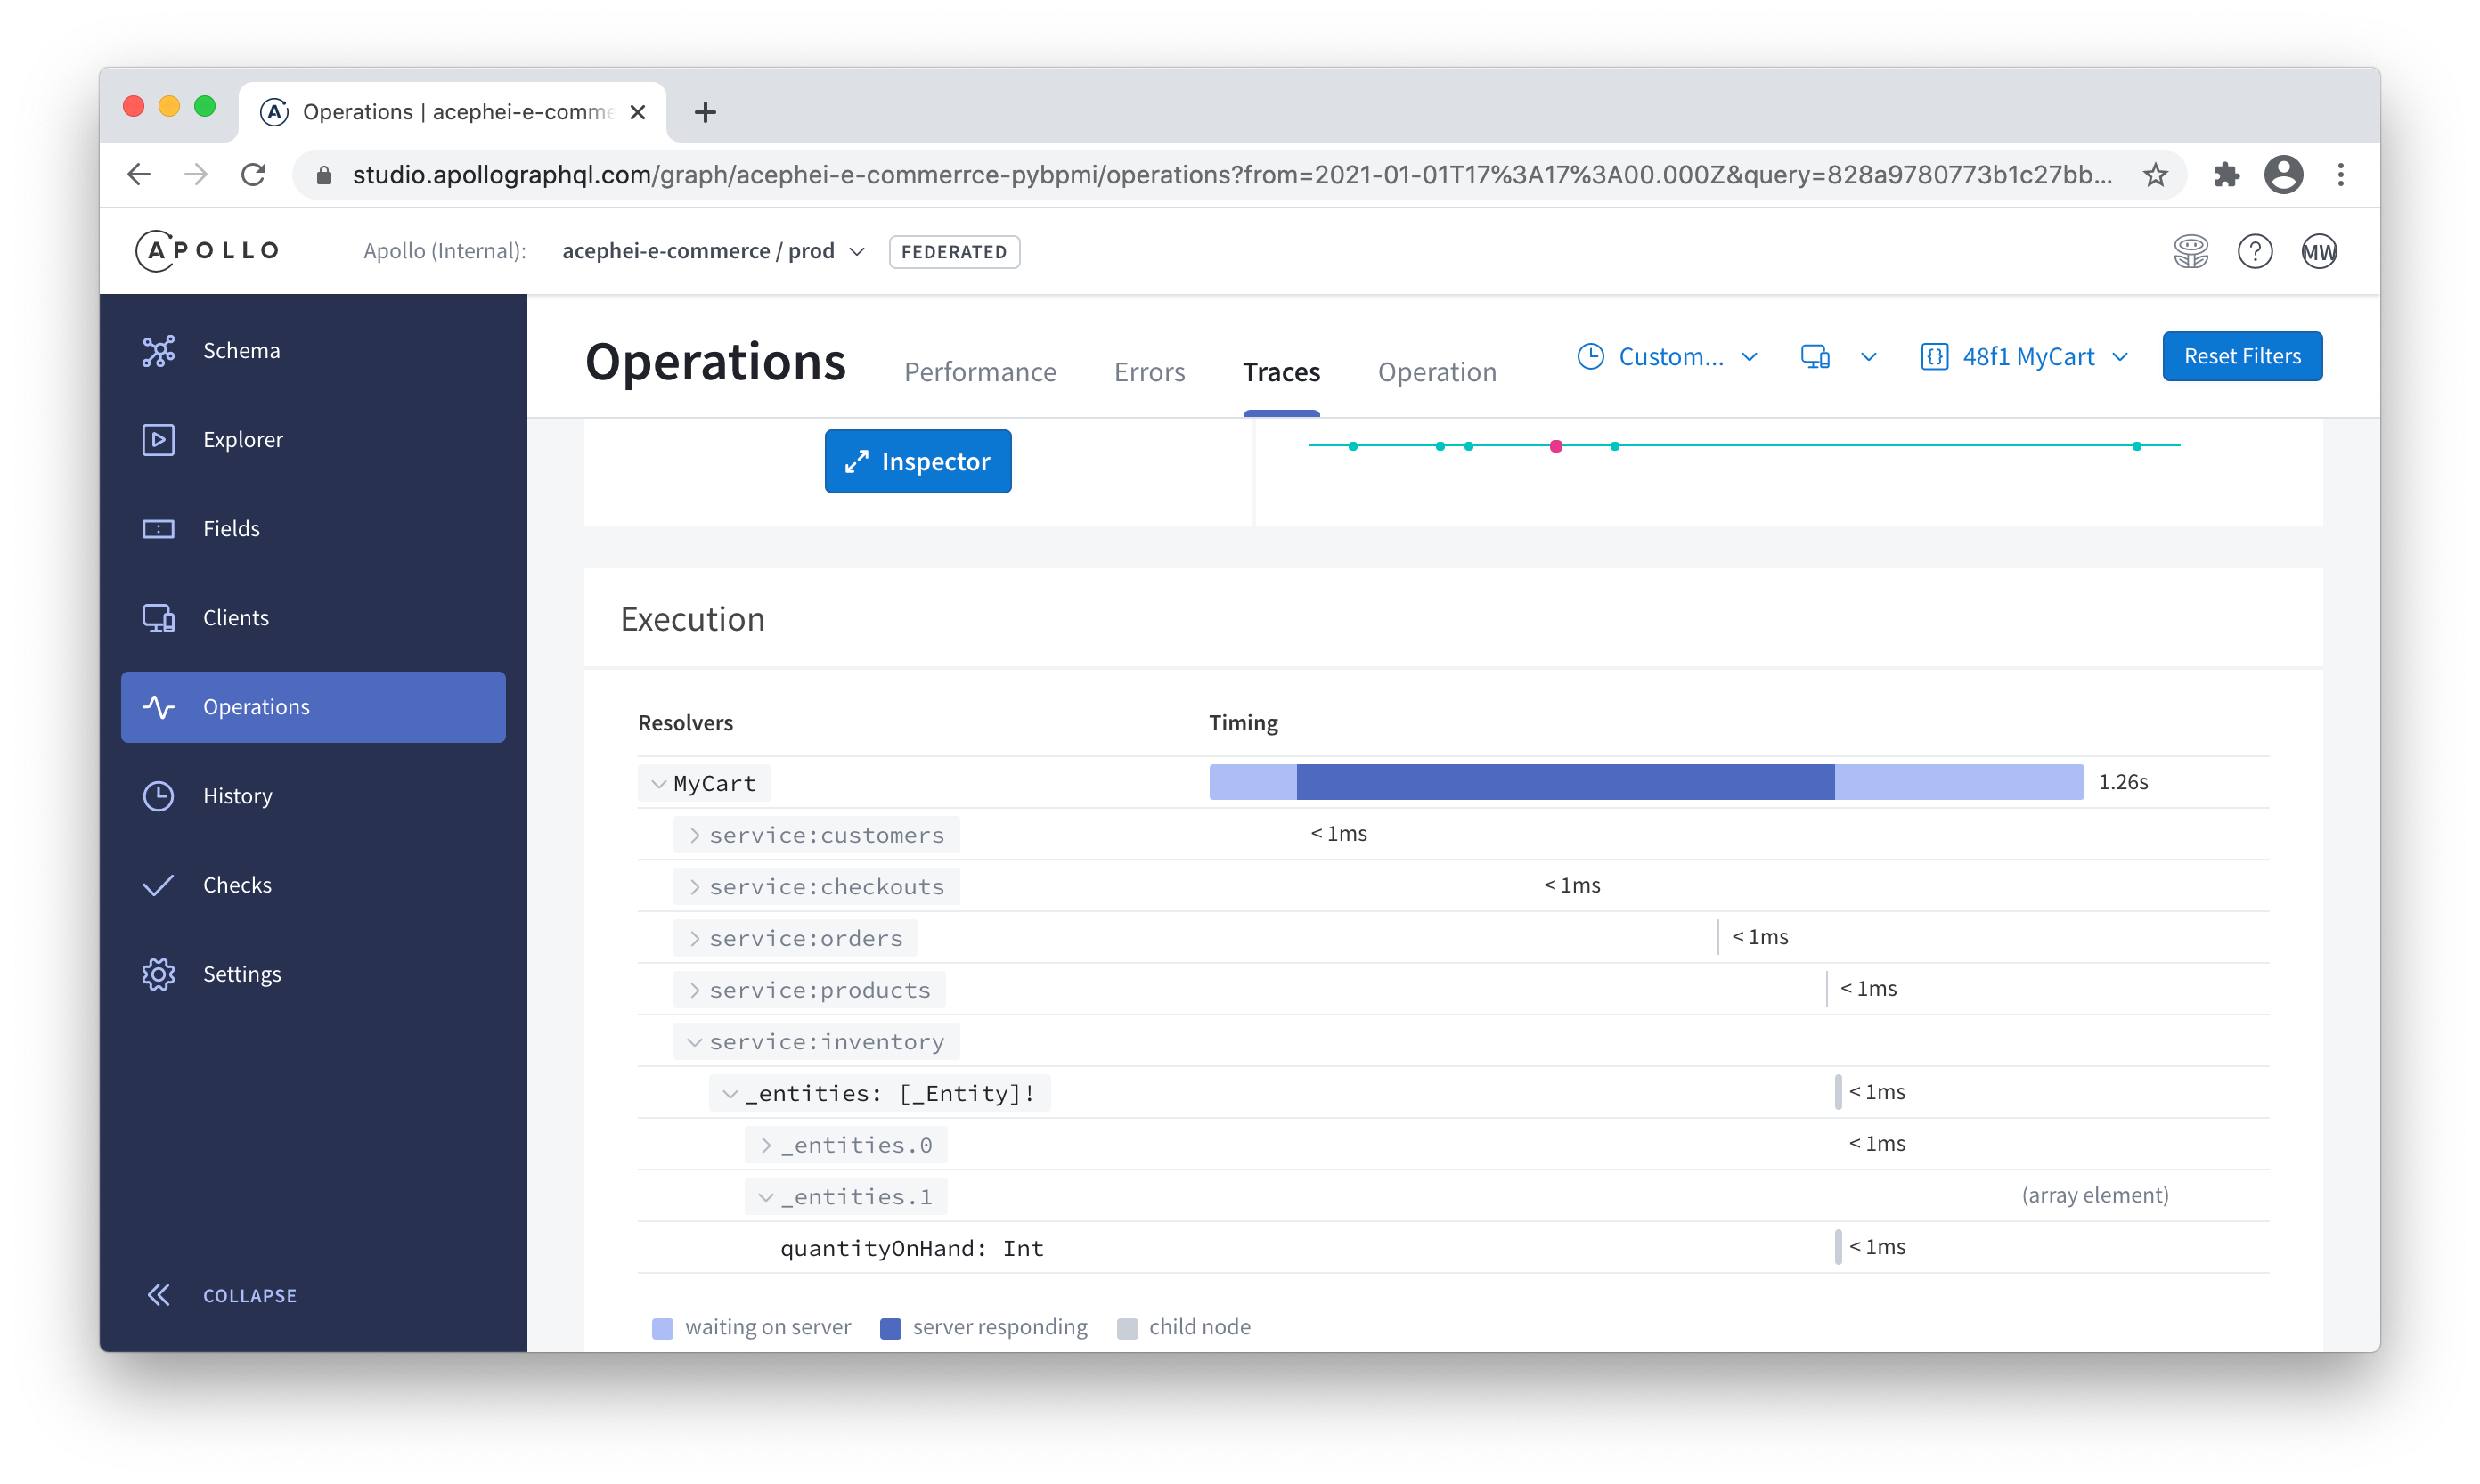 Operations | acephei-e-comme
studio.apollographql.com/graph/acephei-e-commerrce-pybpmi/operations?from=2021-01-01T17%3A17%3A00.000Z&query=828a9780773b1c27bb...
APOLLO
Apollo (Internal):
acephei-e-commerce / prod
FEDERATED
?
MW
Schema
Explorer
Fields
Clients
Operations
History
Checks
Settings
COLLAPSE
Operations
Performance
Errors
Traces
Operation
Custom...
48f1 MyCart
Reset Filters
Inspector
Execution
Resolvers
Timing
MyCart
1.26s
service:customers
< 1ms
service:checkouts
< 1ms
service:orders
< 1ms
service:products
< 1ms
service:inventory
_entities: [_Entity]!
< 1ms
_entities.0
< 1ms
_entities.1
(array element)
quantityOnHand: Int
< 1ms
waiting on server
server responding
child node